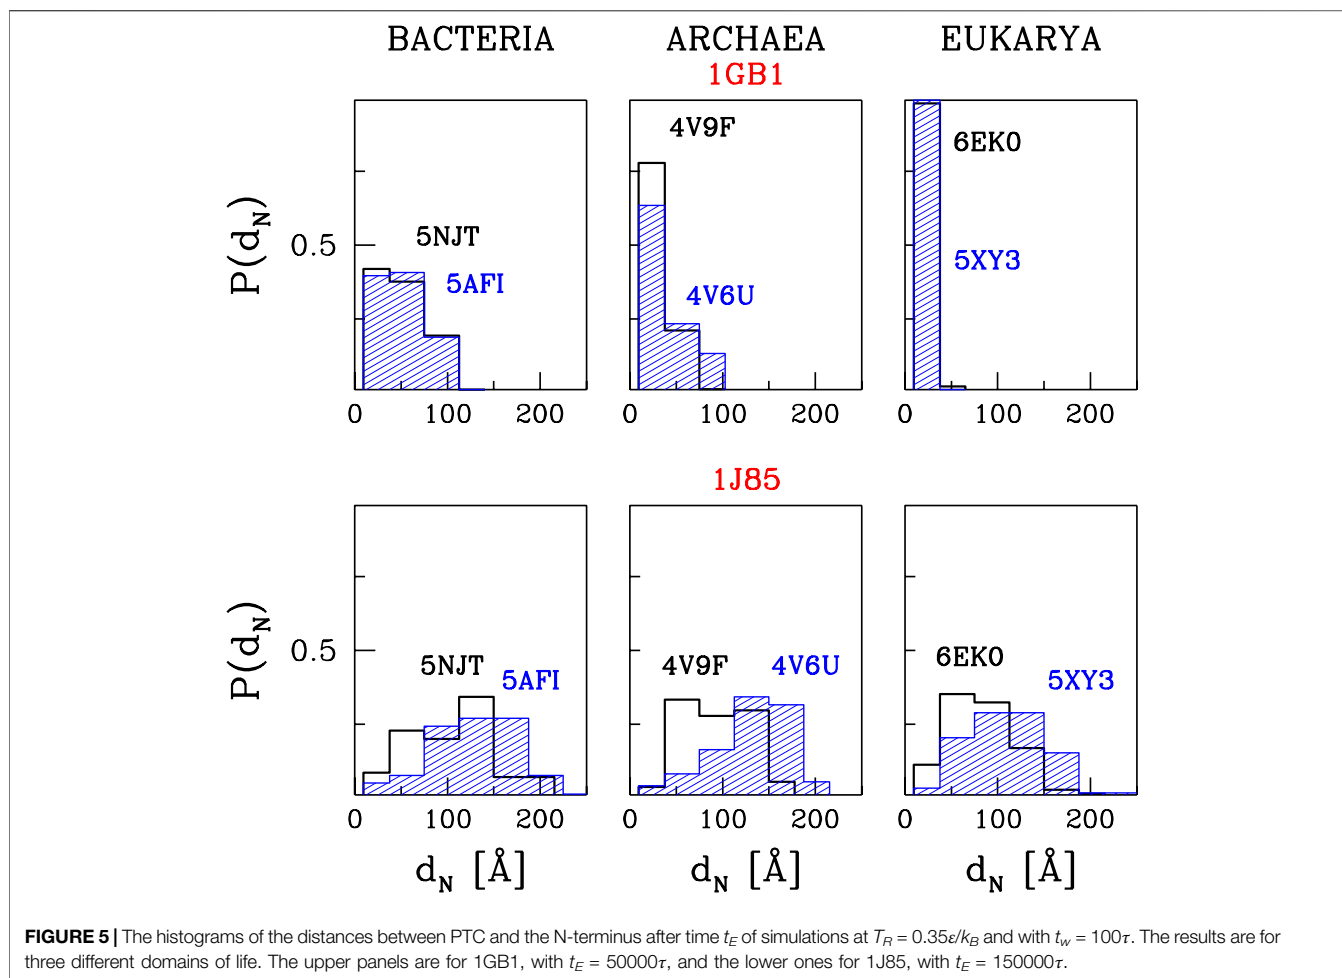 BACTERIA ARCHAEA EUKARYA
1GB1
P(d_N)
0.5
5NJT
5AFI
4V9F
4V6U
6EK0
5XY3
0 100 200 0 100 200 0 100 200
1J85
P(d_N)
0.5
5NJT
5AFI
4V9F
4V6U
6EK0
5XY3
0 100 200 0 100 200 0 100 200
d_N [Å] d_N [Å] d_N [Å]
FIGURE 5 | The histograms of the distances between PTC and the N-terminus after time t_E of simulations at T_R = 0.35ε/k_B and with t_w = 100τ. The results are for
three different domains of life. The upper panels are for 1GB1, with t_E = 50000τ, and the lower ones for 1J85, with t_E = 150000τ.